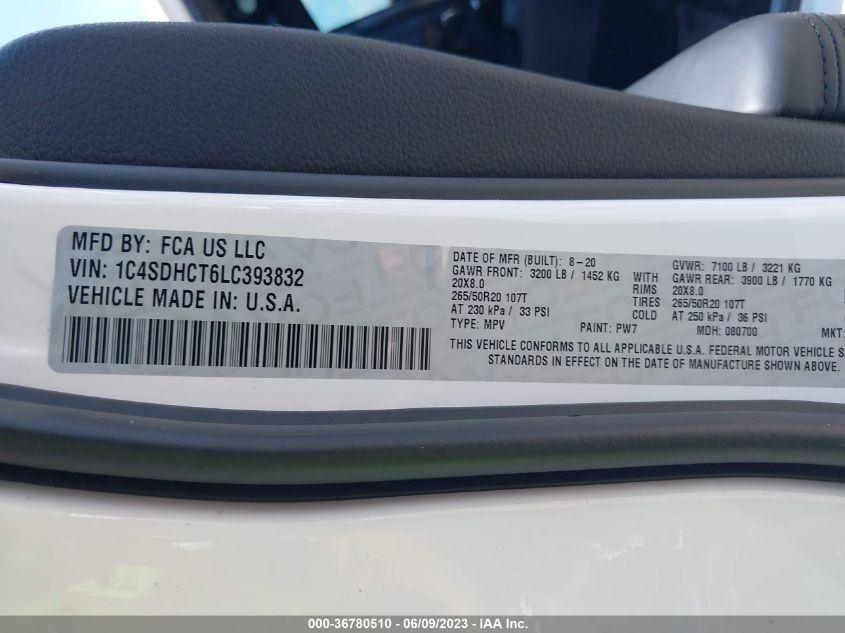 MFD BY: FCA US LLC
VIN: 1C4SDHCT6LC393832
VEHICLE MADE IN: U.S.A.
DATE OF MFR (BUILT): 8-20 GVWR: 7100 LB / 3221 KG
GAWR FRONT: 3200 LB / 1452 KG WITH GAWR REAR: 3900 LB / 1770 KG
20X8.0 RIMS 20X8.0
265/50R20 107T TIRES 265/50R20 107T
AT 230 kPa / 33 PSI COLD AT 250 kPa / 36 PSI
TYPE: MPV PAINT: PW7 MDH: 080700 MKT:
THIS VEHICLE CONFORMS TO ALL APPLICABLE U.S.A. FEDERAL MOTOR VEHICLE S
STANDARDS IN EFFECT ON THE DATE OF MANUFACTURE SHOWN ABOVE.
000-36780510 - 06/09/2023 - IAA Inc.